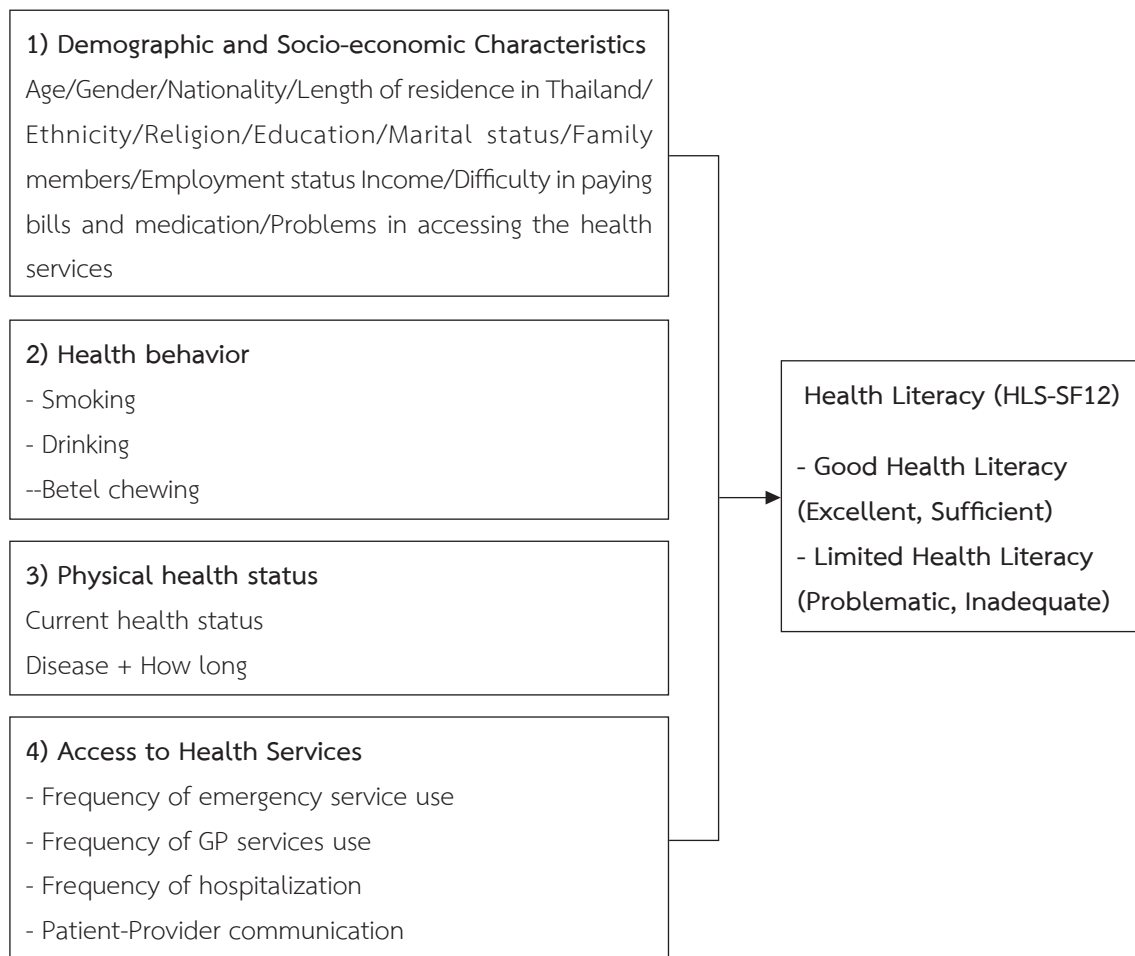 1) Demographic and Socio-economic Characteristics
Age/Gender/Nationality/Length of residence in Thailand/
Ethnicity/Religion/Education/Marital status/Family
members/Employment status Income/Difficulty in paying
bills and medication/Problems in accessing the health
services
2) Health behavior
- Smoking
- Drinking
--Betel chewing
3) Physical health status
Current health status
Disease + How long
4) Access to Health Services
- Frequency of emergency service use
- Frequency of GP services use
- Frequency of hospitalization
- Patient-Provider communication
Health Literacy (HLS-SF12)
- Good Health Literacy
(Excellent, Sufficient)
- Limited Health Literacy
(Problematic, Inadequate)